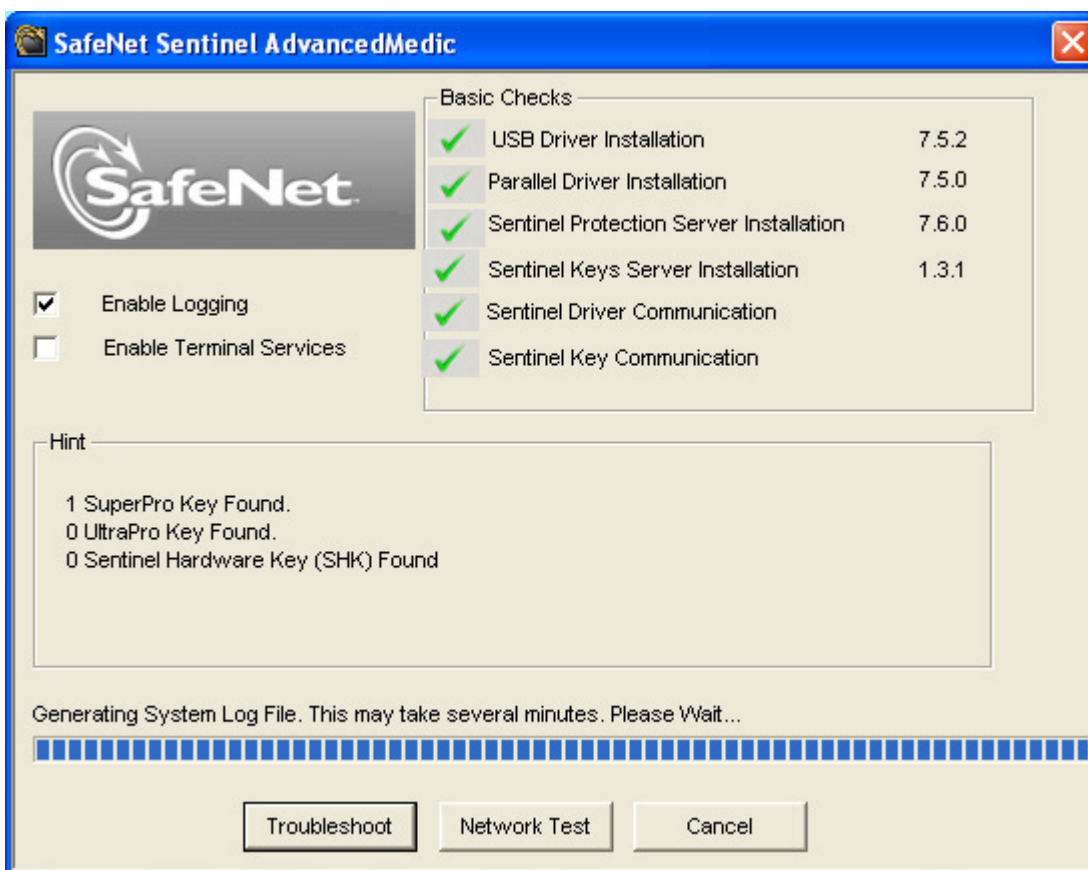 SafeNet Sentinel AdvancedMedic
SafeNet.
Enable Logging
Enable Terminal Services
Basic Checks
USB Driver Installation 7.5.2
Parallel Driver Installation 7.5.0
Sentinel Protection Server Installation 7.6.0
Sentinel Keys Server Installation 1.3.1
Sentinel Driver Communication
Sentinel Key Communication
Hint
1 SuperPro Key Found.
0 UltraPro Key Found.
0 Sentinel Hardware Key (SHK) Found
Generating System Log File. This may take several minutes. Please Wait...
Troubleshoot Network Test Cancel